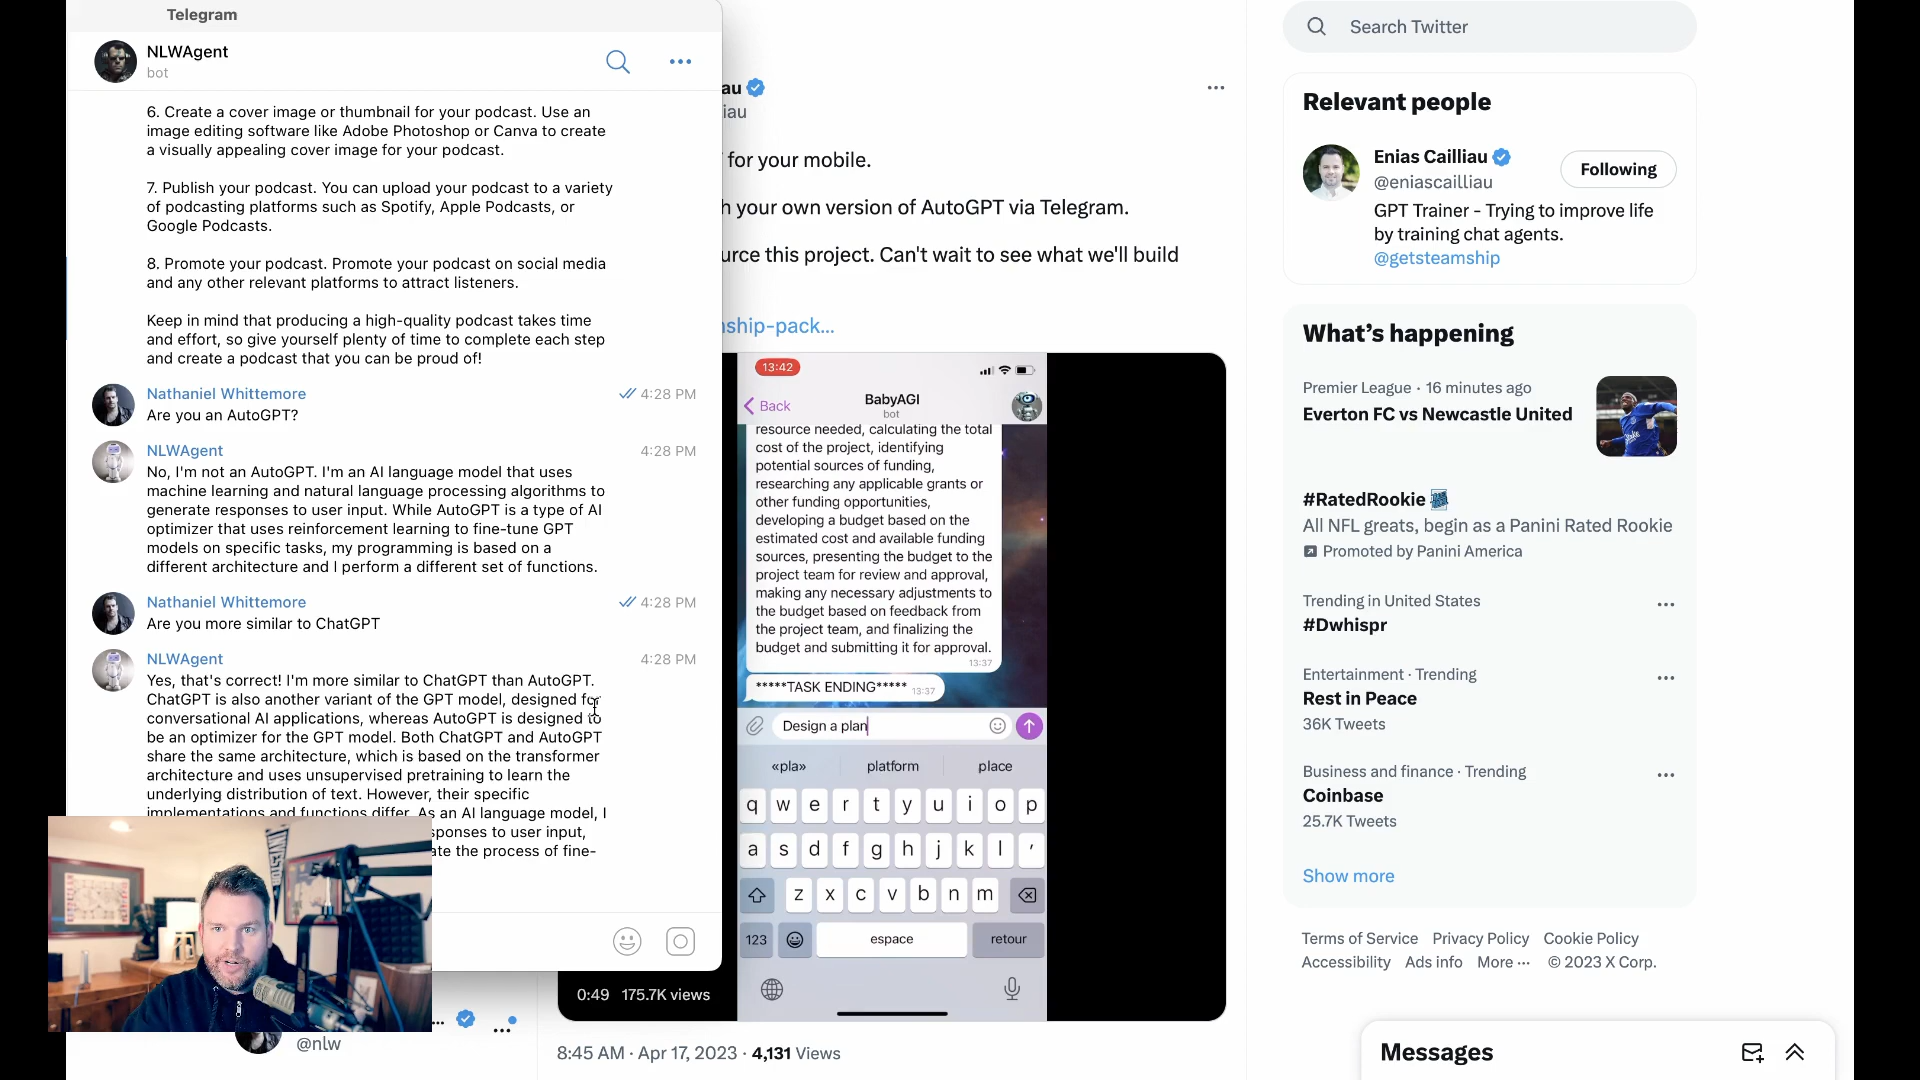 Telegram
NLWAgent
bot
6. Create a cover image or thumbnail for your podcast. Use an
image editing software like Adobe Photoshop or Canva to create
a visually appealing cover image for your podcast.
7. Publish your podcast. You can upload your podcast to a variety
of podcasting platforms such as Spotify, Apple Podcasts, or
Google Podcasts.
8. Promote your podcast. Promote your podcast on social media
and any other relevant platforms to attract listeners.
Keep in mind that producing a high-quality podcast takes time
and effort, so give yourself plenty of time to complete each step
and create a podcast that you can be proud of!
Nathaniel Whittemore 4:28 PM
Are you an AutoGPT?
NLWAgent 4:28 PM
No, I'm not an AutoGPT. I'm an AI language model that uses
machine learning and natural language processing algorithms to
generate responses to user input. While AutoGPT is a type of AI
optimizer that uses reinforcement learning to fine-tune GPT
models on specific tasks, my programming is based on a
different architecture and I perform a different set of functions.
Nathaniel Whittemore 4:28 PM
Are you more similar to ChatGPT
NLWAgent 4:28 PM
Yes, that's correct! I'm more similar to ChatGPT than AutoGPT.
ChatGPT is also another variant of the GPT model, designed for
conversational AI applications, whereas AutoGPT is designed to
be an optimizer for the GPT model. Both ChatGPT and AutoGPT
share the same architecture, which is based on the transformer
architecture and uses unsupervised pretraining to learn the
underlying distribution of text. However, their specific
implementations and functions differ. As an AI language model, I
sponses to user input,
ate the process of fine-
@nlw
au
iau
for your mobile.
h your own version of AutoGPT via Telegram.
urce this project. Can't wait to see what we'll build
ship-pack...
13:42
Back
BabyAGI
bot
resource needed, calculating the total
cost of the project, identifying
potential sources of funding,
researching any applicable grants or
other funding opportunities,
developing a budget based on the
estimated cost and available funding
sources, presenting the budget to the
project team for review and approval,
making any necessary adjustments to
the budget based on feedback from
the project team, and finalizing the
budget and submitting it for approval.
13:37
*****TASK ENDING***** 13:37
Design a plan
«pla» platform place
q w e r t y u i o p
a s d f g h j k l ’
z x c v b n m
123 espace retour
0:49 175.7K views
8:45 AM · Apr 17, 2023 · 4,131 Views
Search Twitter
Relevant people
Enias Cailliau
@eniascailliau
Following
GPT Trainer - Trying to improve life
by training chat agents.
@getsteamship
What's happening
Premier League · 16 minutes ago
Everton FC vs Newcastle United
#RatedRookie
All NFL greats, begin as a Panini Rated Rookie
Promoted by Panini America
Trending in United States
#Dwhispr
Entertainment · Trending
Rest in Peace
36K Tweets
Business and finance · Trending
Coinbase
25.7K Tweets
Show more
Terms of Service Privacy Policy Cookie Policy
Accessibility Ads info More ··· © 2023 X Corp.
Messages